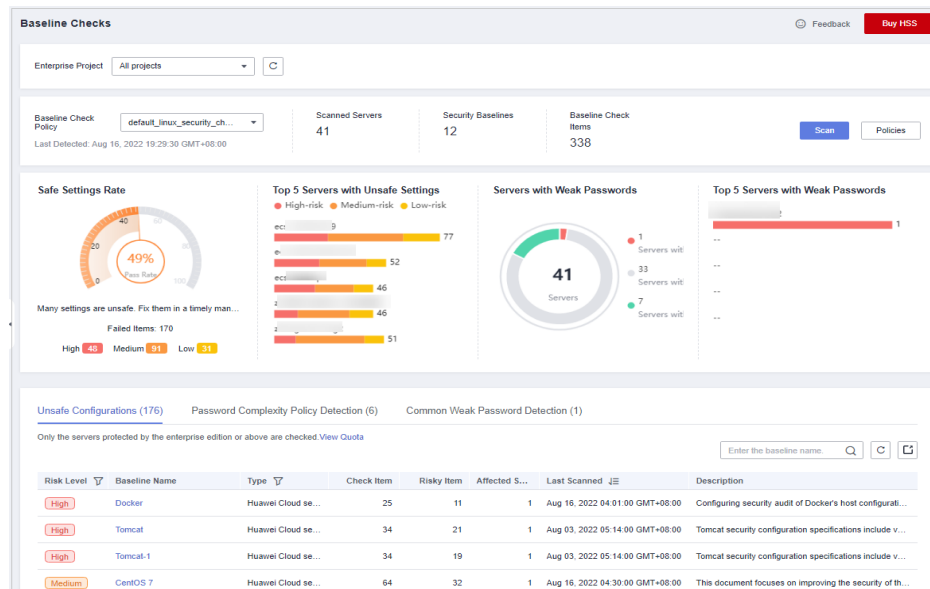 Baseline Checks
Feedback
Buy HSS
Enterprise Project
All projects
Baseline Check
Policy
default_linux_security_ch...
Last Detected: Aug 16, 2022 19:29:30 GMT+08:00
Scanned Servers
41
Security Baselines
12
Baseline Check
Items
338
Scan
Policies
Safe Settings Rate
0
20
40
60
80
100
49%
Pass Rate
Many settings are unsafe. Fix them in a timely man...
Failed Items: 170
High 48 Medium 91 Low 31
Top 5 Servers with Unsafe Settings
High-risk Medium-risk Low-risk
77
52
46
46
51
Servers with Weak Passwords
41
Servers
1
Servers wit
33
Servers wit
7
Servers wit
Top 5 Servers with Weak Passwords
1
--
--
--
--
Unsafe Configurations (176) Password Complexity Policy Detection (6) Common Weak Password Detection (1)
Only the servers protected by the enterprise edition or above are checked.View Quota
Enter the baseline name.
Risk Level Baseline Name Type Check Item Risky Item Affected S... Last Scanned Description
High Docker Huawei Cloud se... 25 11 1 Aug 16, 2022 04:01:00 GMT+08:00 Configuring security audit of Docker's host configurati...
High Tomcat Huawei Cloud se... 34 21 1 Aug 03, 2022 05:14:00 GMT+08:00 Tomcat security configuration specifications include v...
High Tomcat-1 Huawei Cloud se... 34 19 1 Aug 03, 2022 05:14:00 GMT+08:00 Tomcat security configuration specifications include v...
Medium CentOS 7 Huawei Cloud se... 64 32 1 Aug 16, 2022 04:30:00 GMT+08:00 This document focuses on improving the security of th...